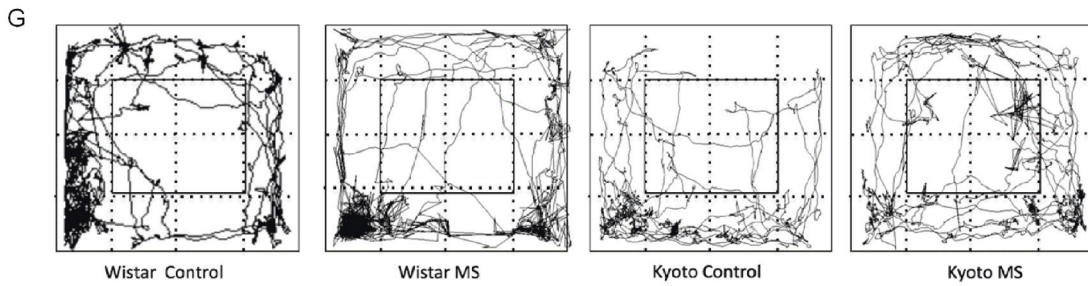 G
Wistar Control
Wistar MS
Kyoto Control
Kyoto MS